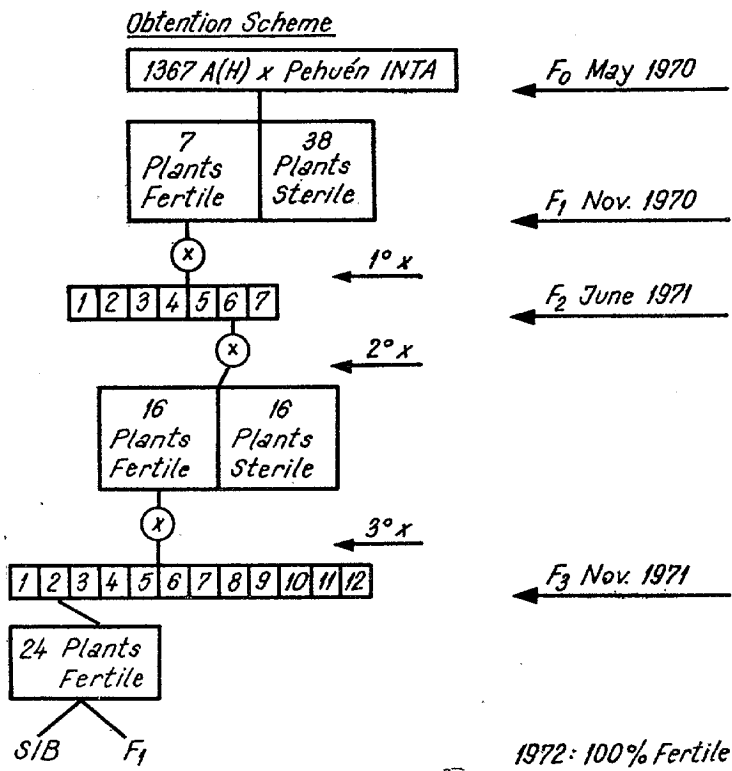 Obtention Scheme
1367 A(H) x Pehuén INTA
F0 May 1970
7
Plants
Fertile
38
Plants
Sterile
F1 Nov. 1970
x
1° x
1 2 3 4 5 6 7
F2 June 1971
x
2° x
16
Plants
Fertile
16
Plants
Sterile
x
3° x
1 2 3 4 5 6 7 8 9 10 11 12
F3 Nov. 1971
24 Plants
Fertile
SIB F1
1972: 100% Fertile